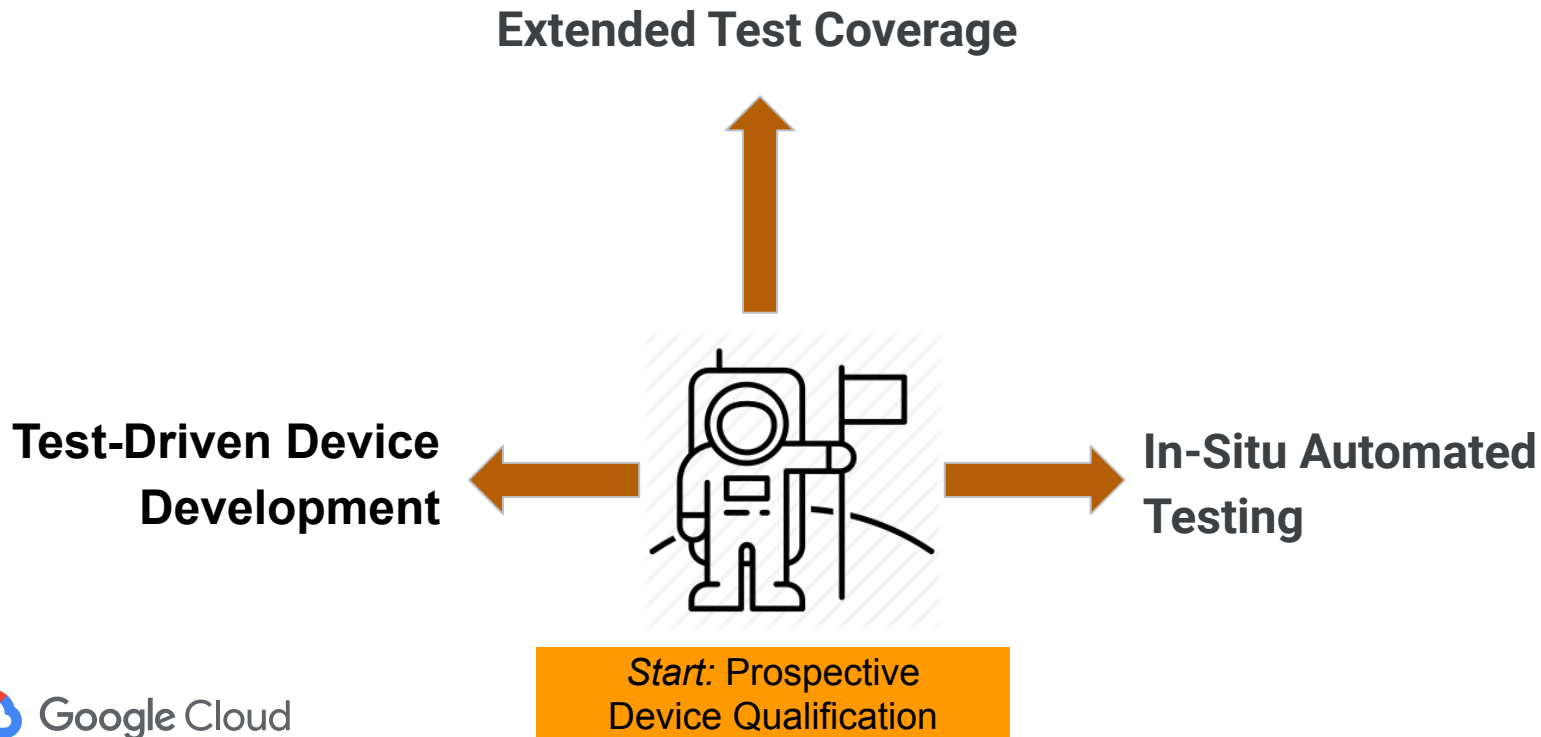 Extended Test Coverage
Test-Driven Device
Development
In-Situ Automated
Testing
Start: Prospective
Device Qualification
Google Cloud